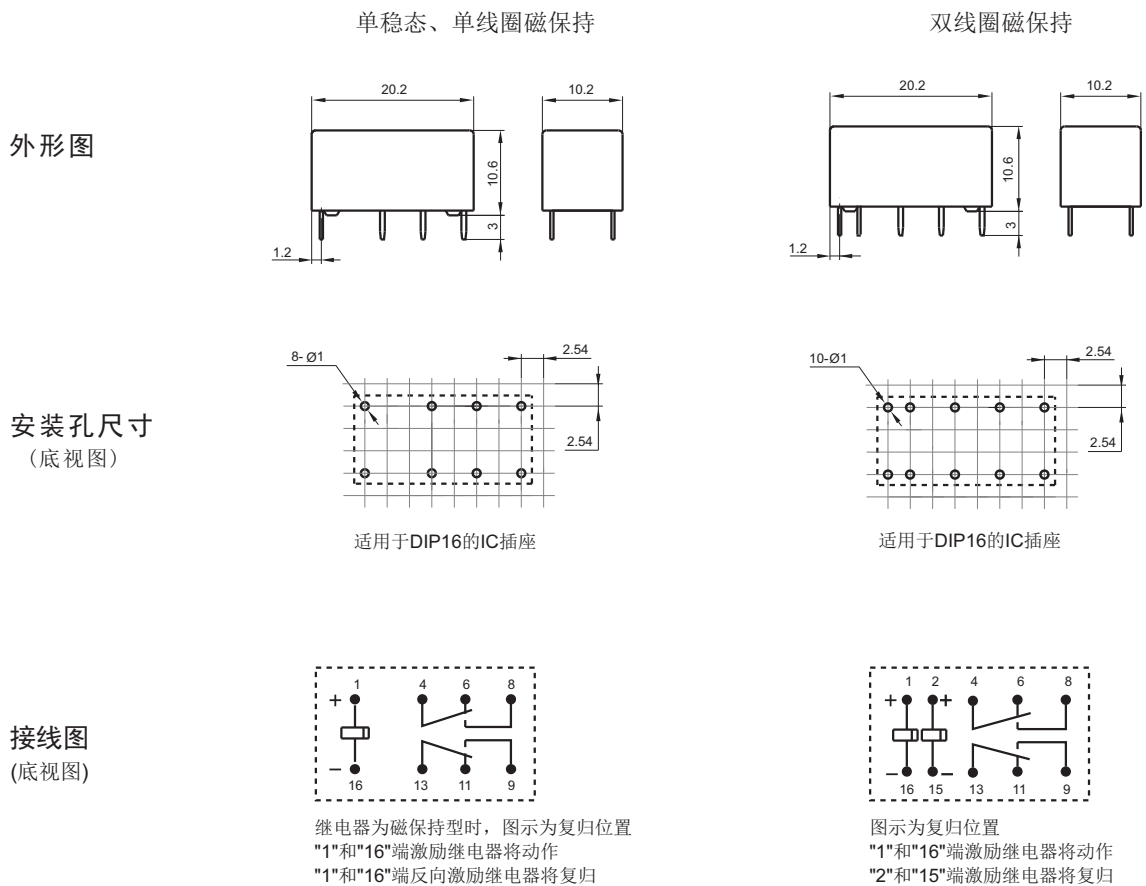 单稳态、单线圈磁保持
双线圈磁保持
外形图
20.2
10.2
10.6
3
1.2
20.2
10.2
10.6
3
1.2
安装孔尺寸
(底视图)
8- Ø1
2.54
2.54
适用于DIP16的IC插座
10-Ø1
2.54
2.54
适用于DIP16的IC插座
接线图
(底视图)
1 4 6 8
+
−
16 13 11 9
继电器为磁保持型时，图示为复归位置
"1"和"16"端激励继电器将动作
"1"和"16"端反向激励继电器将复归
1 2 4 6 8
+ +
− −
16 15 13 11 9
图示为复归位置
"1"和"16"端激励继电器将动作
"2"和"15"端激励继电器将复归